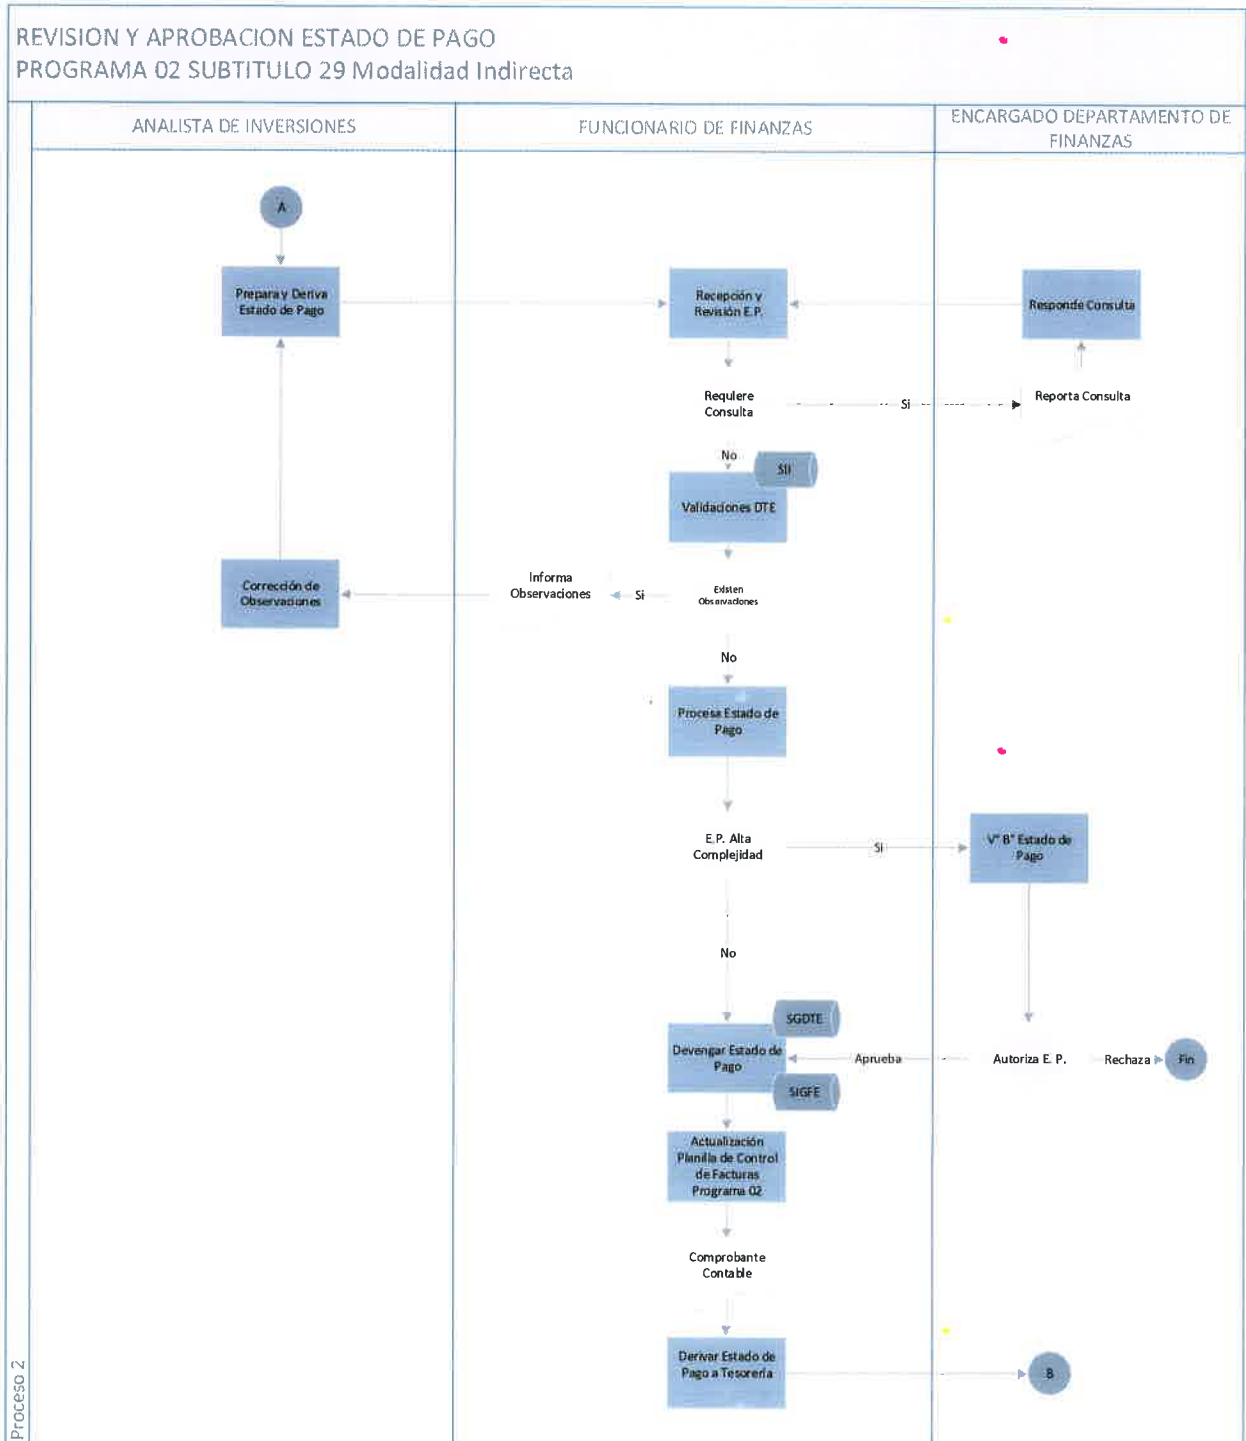 REVISION Y APROBACION ESTADO DE PAGO
PROGRAMA 02 SUBTITULO 29 Modalidad Indirecta
ANALISTA DE INVERSIONES
FUNCIONARIO DE FINANZAS
ENCARGADO DEPARTAMENTO DE
FINANZAS
A
Prepara y Deriva
Estado de Pago
Recepción y
Revisión E.P.
Responde Consulta
Requiere
Consulta
Si
Reporta Consulta
No
SII
Validaciones DTE
Corrección de
Observaciones
Informa
Observaciones
Si
Existen
Observaciones
No
Procesa Estado de
Pago
E.P. Alta
Complejidad
Si
V° B° Estado de
Pago
No
SGDTE
Devengar Estado de
Pago
SIGFE
Aprueba
Autoriza E. P.
Rechaza
Fin
Actualización
Planilla de Control
de Facturas
Programa 02
Comprobante
Contable
Derivar Estado de
Pago a Tesorería
B
Proceso 2